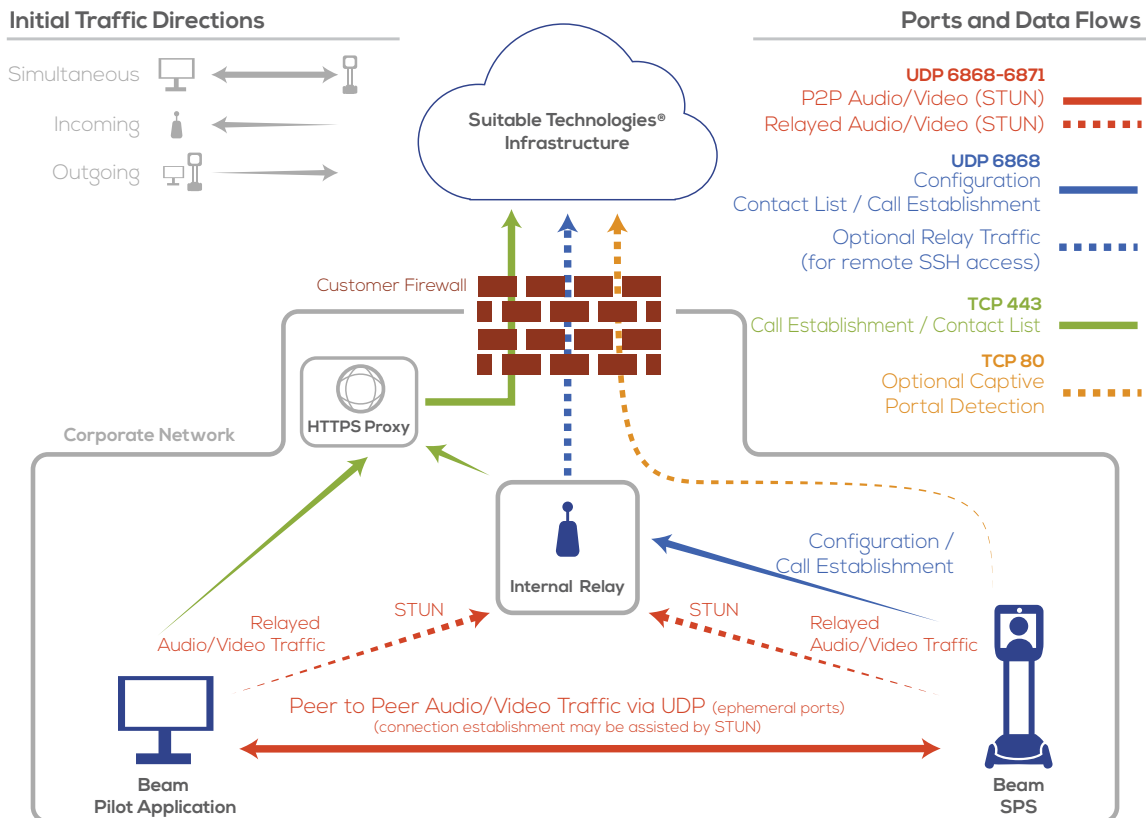 Initial Traffic Directions
Simultaneous
Incoming
Outgoing
Ports and Data Flows
UDP 6868-6871
P2P Audio/Video (STUN)
Relayed Audio/Video (STUN)
UDP 6868
Configuration
Contact List / Call Establishment
Optional Relay Traffic
(for remote SSH access)
TCP 443
Call Establishment / Contact List
TCP 80
Optional Captive
Portal Detection
Suitable Technologies®
Infrastructure
Customer Firewall
HTTPS Proxy
Corporate Network
Internal Relay
Configuration /
Call Establishment
STUN
Relayed
Audio/Video Traffic
STUN
Relayed
Audio/Video Traffic
Peer to Peer Audio/Video Traffic via UDP (ephemeral ports)
(connection establishment may be assisted by STUN)
Beam
Pilot Application
Beam
SPS